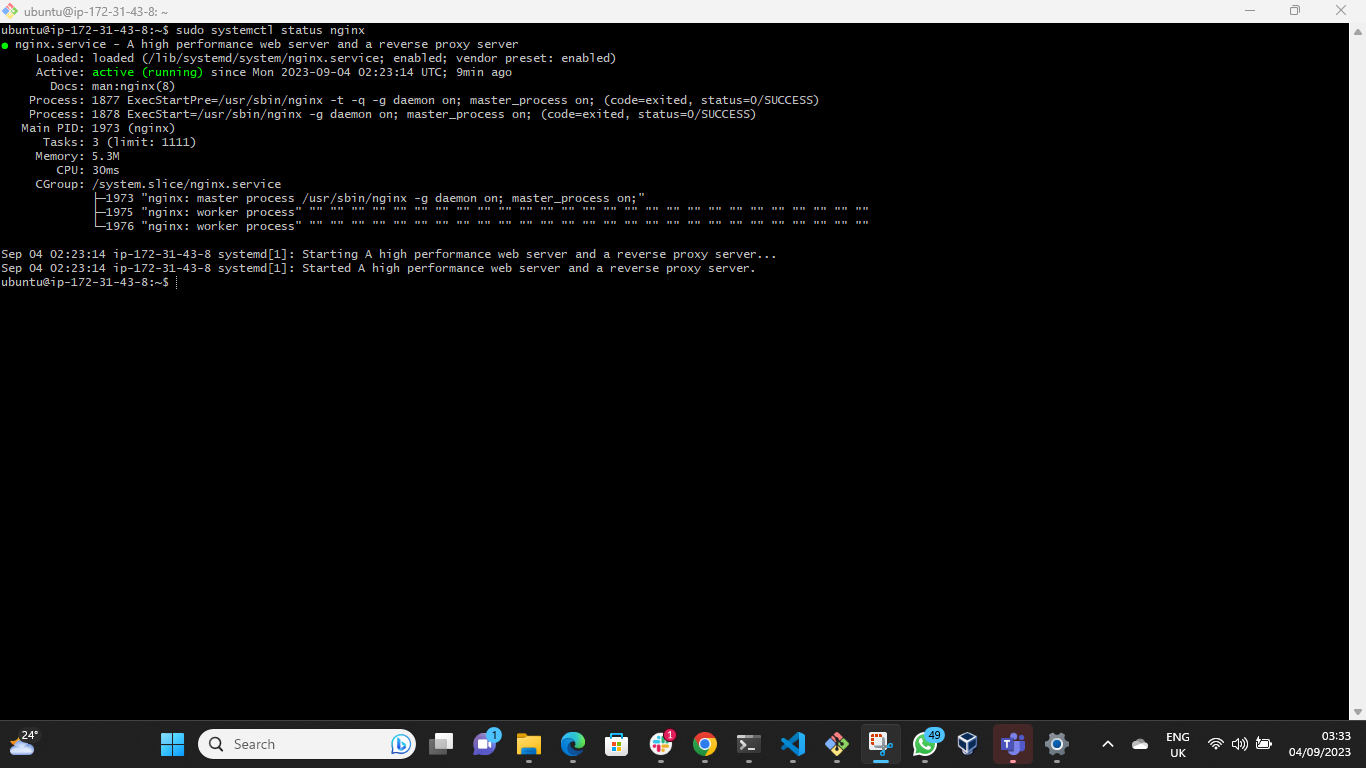 ubuntu@ip-172-31-43-8: ~
ubuntu@ip-172-31-43-8:~$ sudo systemctl status nginx
● nginx.service - A high performance web server and a reverse proxy server
     Loaded: loaded (/lib/systemd/system/nginx.service; enabled; vendor preset: enabled)
     Active: active (running) since Mon 2023-09-04 02:23:14 UTC; 9min ago
       Docs: man:nginx(8)
    Process: 1877 ExecStartPre=/usr/sbin/nginx -t -q -g daemon on; master_process on; (code=exited, status=0/SUCCESS)
    Process: 1878 ExecStart=/usr/sbin/nginx -g daemon on; master_process on; (code=exited, status=0/SUCCESS)
   Main PID: 1973 (nginx)
      Tasks: 3 (limit: 1111)
     Memory: 5.3M
        CPU: 30ms
     CGroup: /system.slice/nginx.service
             ├─1973 "nginx: master process /usr/sbin/nginx -g daemon on; master_process on;"
             ├─1975 "nginx: worker process" "" "" "" "" "" "" "" "" "" "" "" "" "" "" "" "" "" "" "" "" "" "" "" "" "" "" ""
             └─1976 "nginx: worker process" "" "" "" "" "" "" "" "" "" "" "" "" "" "" "" "" "" "" "" "" "" "" "" "" "" "" ""
Sep 04 02:23:14 ip-172-31-43-8 systemd[1]: Starting A high performance web server and a reverse proxy server...
Sep 04 02:23:14 ip-172-31-43-8 systemd[1]: Started A high performance web server and a reverse proxy server.
ubuntu@ip-172-31-43-8:~$
24°
Search
1
1
49
ENG
UK
03:33
04/09/2023